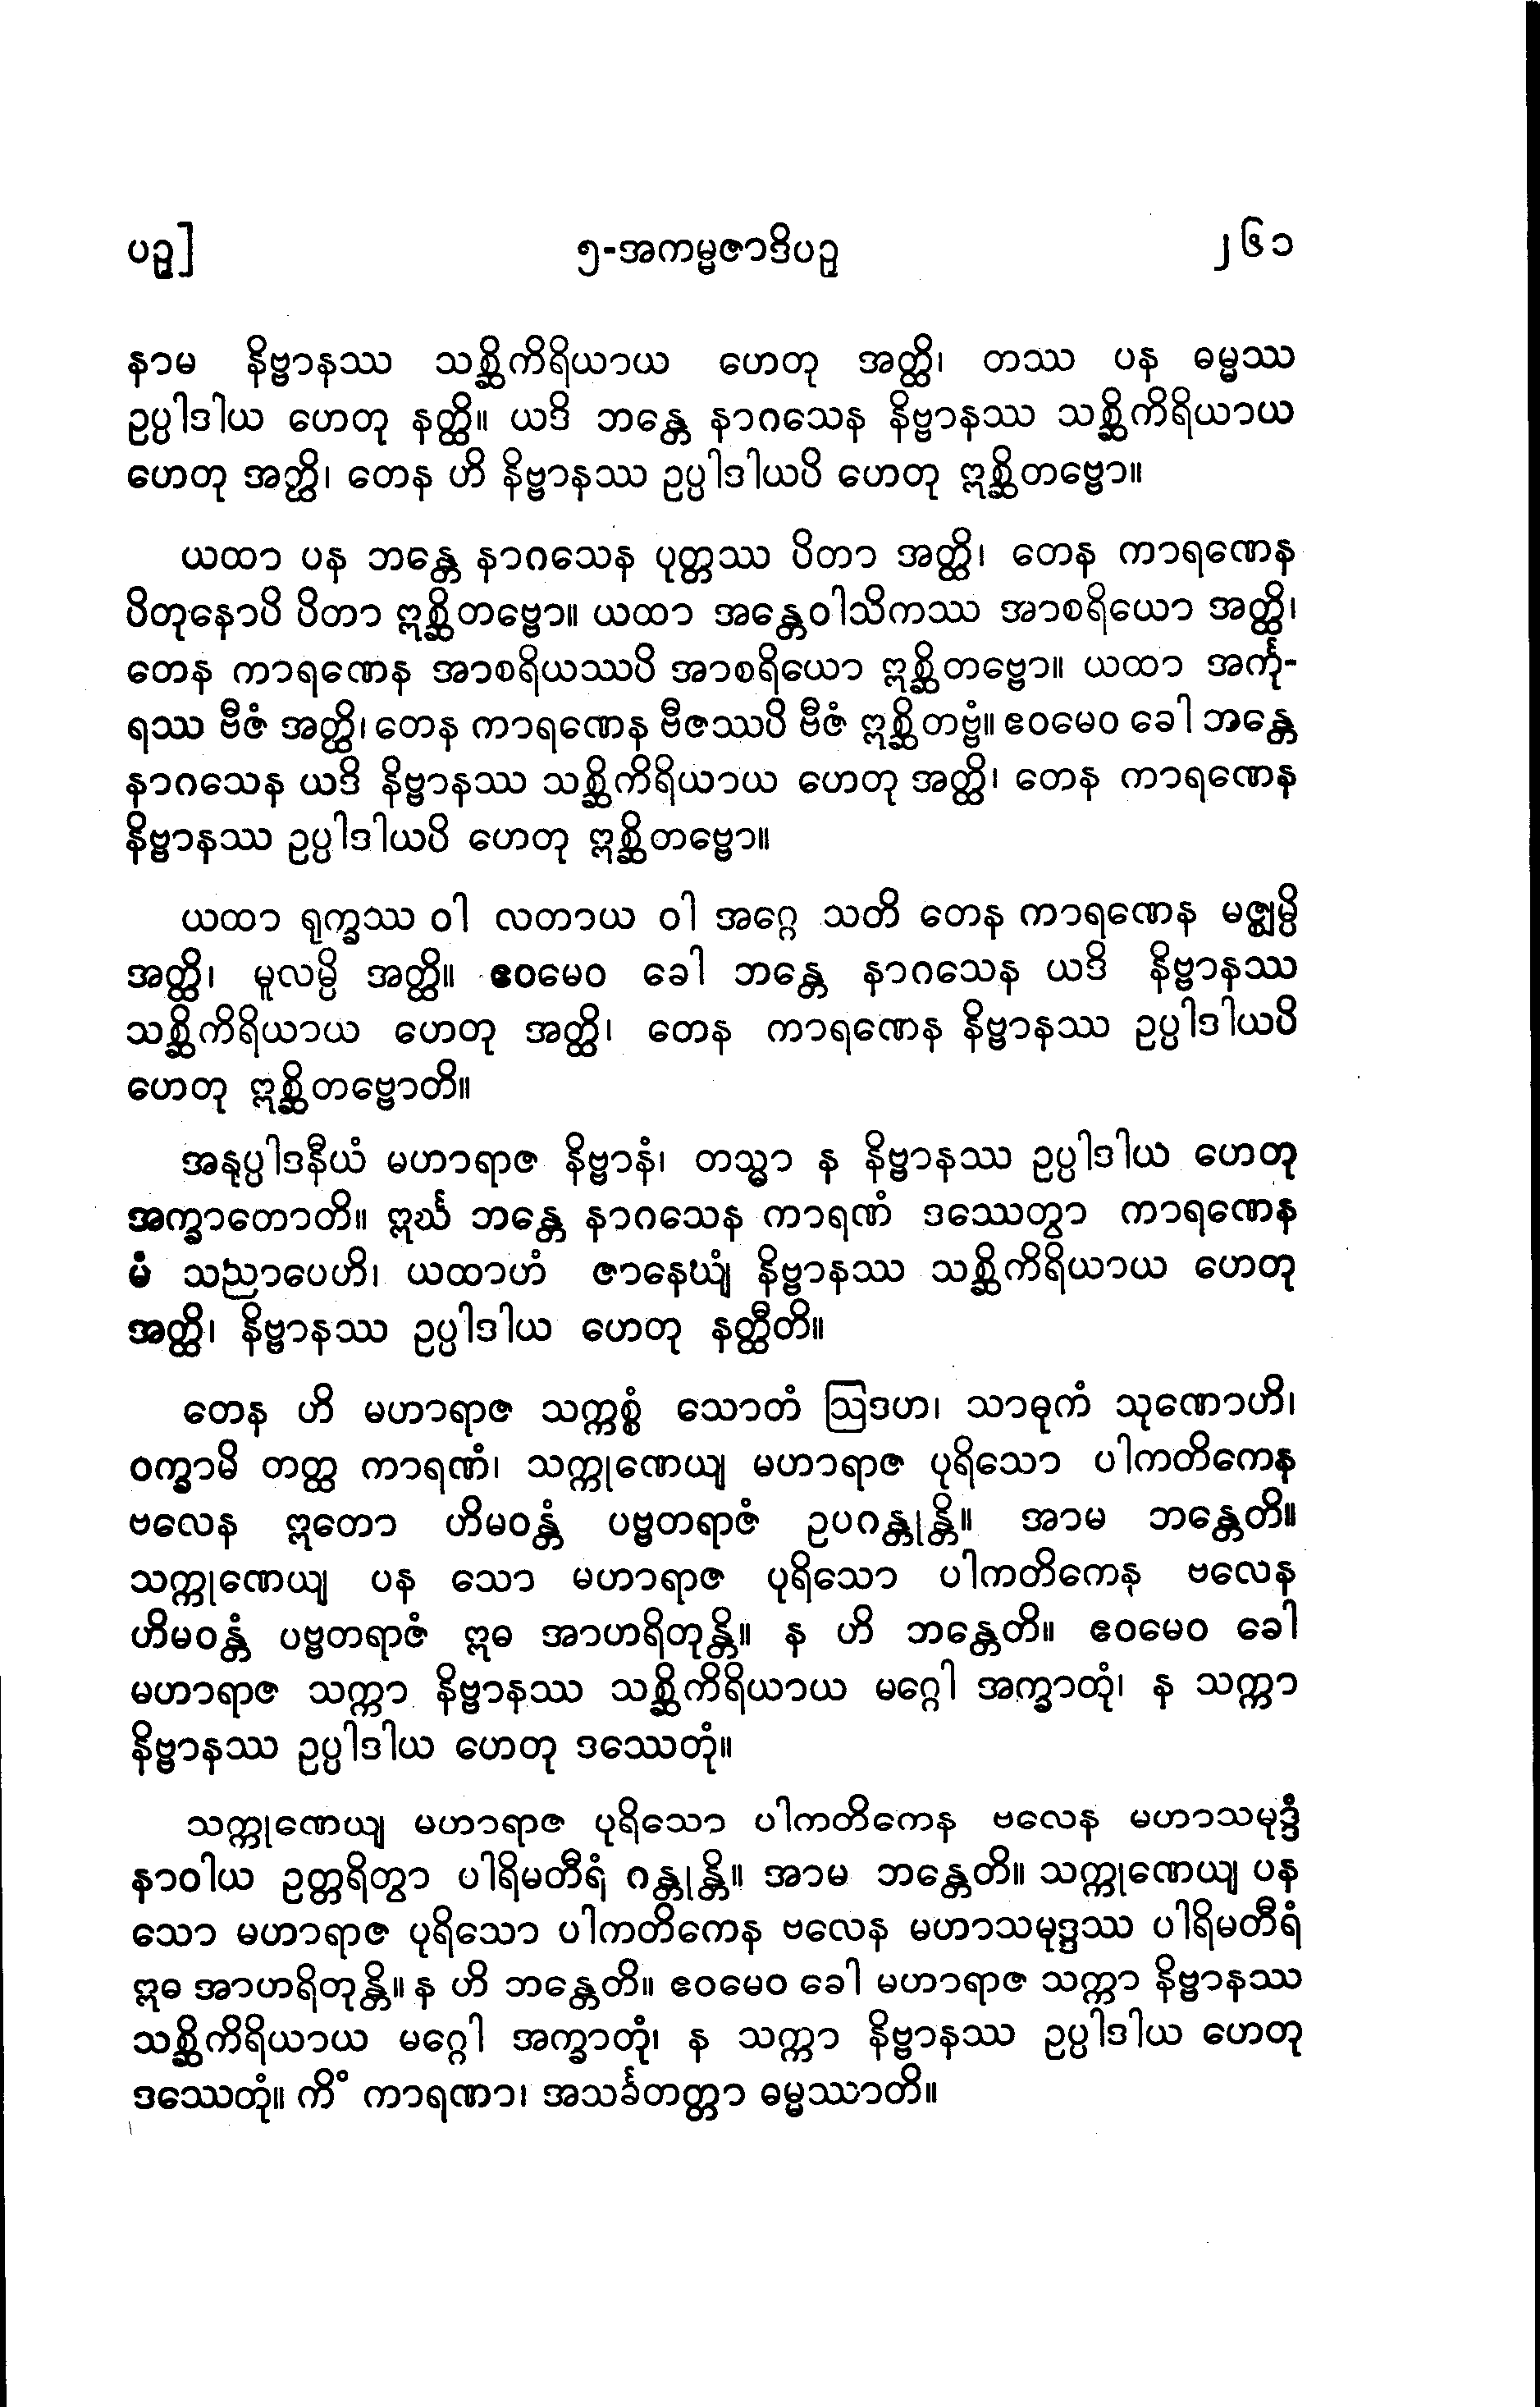 ပဥှ]
၅-အကမ္မဇာဒိပဥှ
၂၆၁
နာမ နိဗ္ဗာနဿ သစ္ဆိကိရိယာယ ဟေတု အတ္ထိ၊ တဿ ပန ဓမ္မဿ
ဥပ္ပါဒါယ ဟေတု နတ္ထိ။ ယဒိ ဘန္တေ နာဂသေန နိဗ္ဗာနဿ သစ္ဆိကိရိယာယ
ဟေတု အတ္ထိ၊ တေန ဟိ နိဗ္ဗာနဿ ဥပ္ပါဒါယပိ ဟေတု ဣစ္ဆိတဗ္ဗော။
ယထာ ပန ဘန္တေ နာဂသေန ပုတ္တဿ ပိတာ အတ္ထိ၊ တေန ကာရဏေန
ပိတုနောပိ ပိတာ ဣစ္ဆိတဗ္ဗော။ ယထာ အန္တေဝါသိကဿ အာစရိယော အတ္ထိ၊
တေန ကာရဏေန အာစရိယဿပိ အာစရိယော ဣစ္ဆိတဗ္ဗော။ ယထာ အင်္ကု-
ရဿ ဗီဇံ အတ္ထိ၊ တေန ကာရဏေန ဗီဇဿပိ ဗီဇံ ဣစ္ဆိတဗ္ဗံ။ ဧဝမေဝ ခေါ ဘန္တေ
နာဂသေန ယဒိ နိဗ္ဗာနဿ သစ္ဆိကိရိယာယ ဟေတု အတ္ထိ၊ တေန ကာရဏေန
နိဗ္ဗာနဿ ဥပ္ပါဒါယပိ ဟေတု ဣစ္ဆိတဗ္ဗော။
ယထာ ရုက္ခဿ ဝါ လတာယ ဝါ အဂ္ဂေ သတိ တေန ကာရဏေန မဇ္ဈမ္ပိ
အတ္ထိ၊ မူလမ္ပိ အတ္ထိ။ ဧဝမေဝ ခေါ ဘန္တေ နာဂသေန ယဒိ နိဗ္ဗာနဿ
သစ္ဆိကိရိယာယ ဟေတု အတ္ထိ၊ တေန ကာရဏေန နိဗ္ဗာနဿ ဥပ္ပါဒါယပိ
ဟေတု ဣစ္ဆိတဗ္ဗောတိ။
အနုပ္ပါဒနီယံ မဟာရာဇ နိဗ္ဗာနံ၊ တသ္မာ န နိဗ္ဗာနဿ ဥပ္ပါဒါယ ဟေတု
အက္ခာတောတိ။ ဣင်္ဃ ဘန္တေ နာဂသေန ကာရဏံ ဒဿေတွာ ကာရဏေန
မံ သညာပေဟိ၊ ယထာဟံ ဇာနေယျံ နိဗ္ဗာနဿ သစ္ဆိကိရိယာယ ဟေတု
အတ္ထိ၊ နိဗ္ဗာနဿ ဥပ္ပါဒါယ ဟေတု နတ္ထီတိ။
တေန ဟိ မဟာရာဇ သက္ကစ္စံ သောတံ ဩဒဟ၊ သာဓုကံ သုဏောဟိ၊
ဝက္ခာမိ တတ္ထ ကာရဏံ၊ သက္ကုဏေယျ မဟာရာဇ ပုရိသော ပါကတိကေန
ဗလေန ဣတော ဟိမဝန္တံ ပဗ္ဗတရာဇံ ဥပဂန္တုန္တိ။ အာမ ဘန္တေတိ။
သက္ကုဏေယျ ပန သော မဟာရာဇ ပုရိသော ပါကတိကေန ဗလေန
ဟိမဝန္တံ ပဗ္ဗတရာဇံ ဣဓ အာဟရိတုန္တိ။ န ဟိ ဘန္တေတိ။ ဧဝမေဝ ခေါ
မဟာရာဇ သက္ကာ နိဗ္ဗာနဿ သစ္ဆိကိရိယာယ မဂ္ဂေါ အက္ခာတုံ၊ န သက္ကာ
နိဗ္ဗာနဿ ဥပ္ပါဒါယ ဟေတု ဒဿေတုံ။
သက္ကုဏေယျ မဟာရာဇ ပုရိသော ပါကတိကေန ဗလေန မဟာသမုဒ္ဒံ
နာဝါယ ဥတ္တရိတွာ ပါရိမတီရံ ဂန္တုန္တိ။ အာမ ဘန္တေတိ။ သက္ကုဏေယျ ပန
သော မဟာရာဇ ပုရိသော ပါကတိကေန ဗလေန မဟာသမုဒ္ဒဿ ပါရိမတီရံ
ဣဓ အာဟရိတုန္တိ။ န ဟိ ဘန္တေတိ။ ဧဝမေဝ ခေါ မဟာရာဇ သက္ကာ နိဗ္ဗာနဿ
သစ္ဆိကိရိယာယ မဂ္ဂေါ အက္ခာတုံ၊ န သက္ကာ နိဗ္ဗာနဿ ဥပ္ပါဒါယ ဟေတု
ဒဿေတုံ။ ကိံ ကာရဏာ၊ အသင်္ခတတ္တာ ဓမ္မဿာတိ။